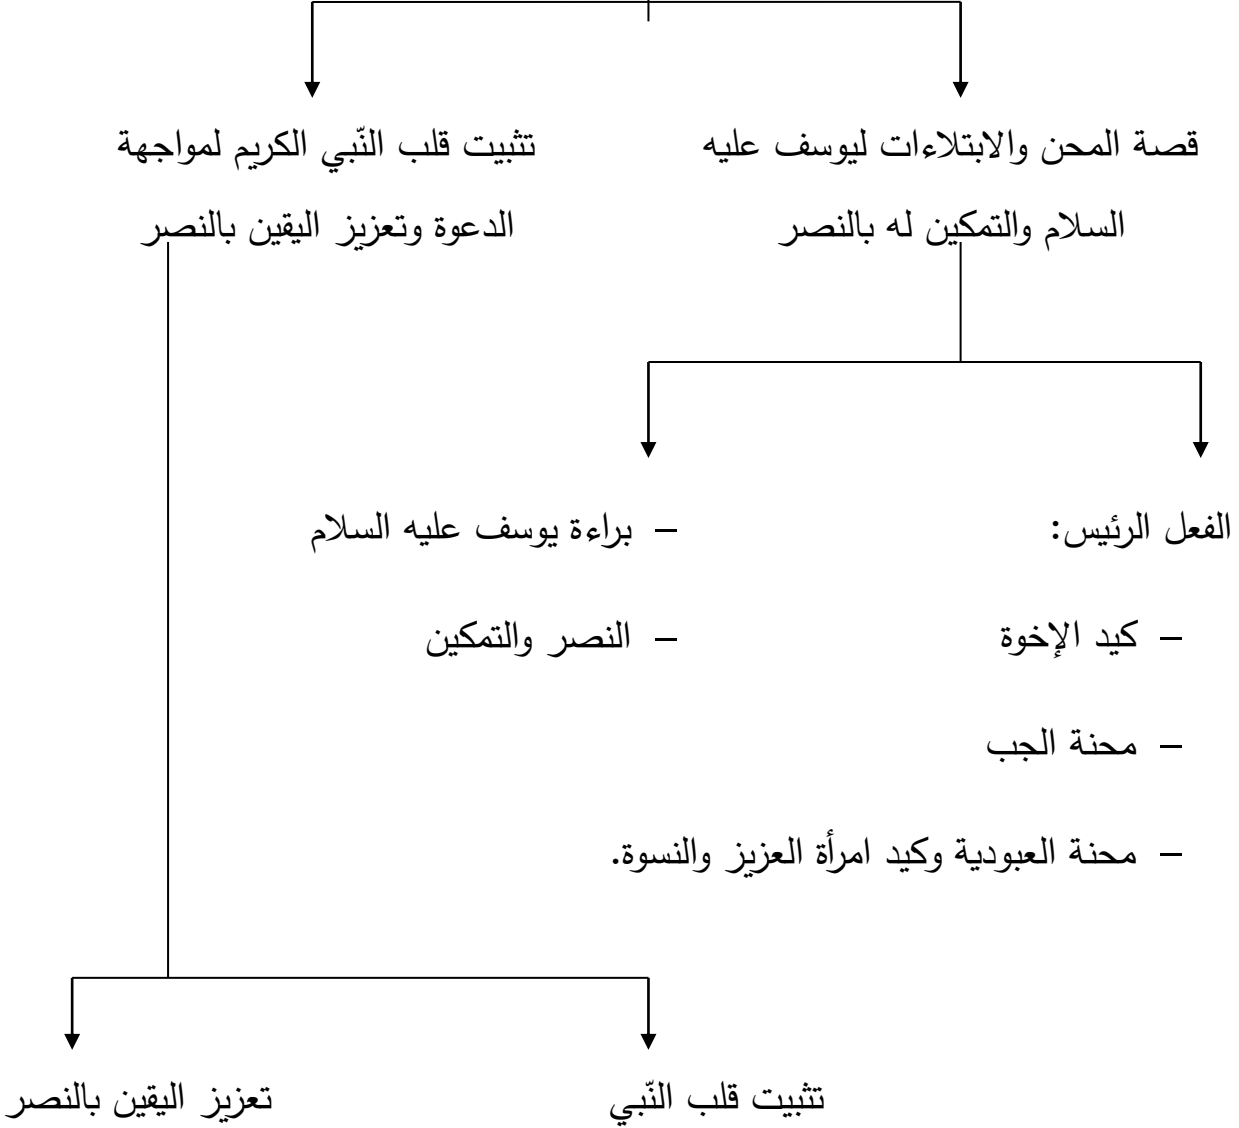 قصة المحن والابتلاءات ليوسف عليه
السلام والتمكين له بالنصر
تثبيت قلب النّبي الكريم لمواجهة
الدعوة وتعزيز اليقين بالنصر
الفعل الرئيس:
– كيد الإخوة
– محنة الجب
– محنة العبودية وكيد امرأة العزيز والنسوة.
– براءة يوسف عليه السلام
– النصر والتمكين
تثبيت قلب النّبي
تعزيز اليقين بالنصر